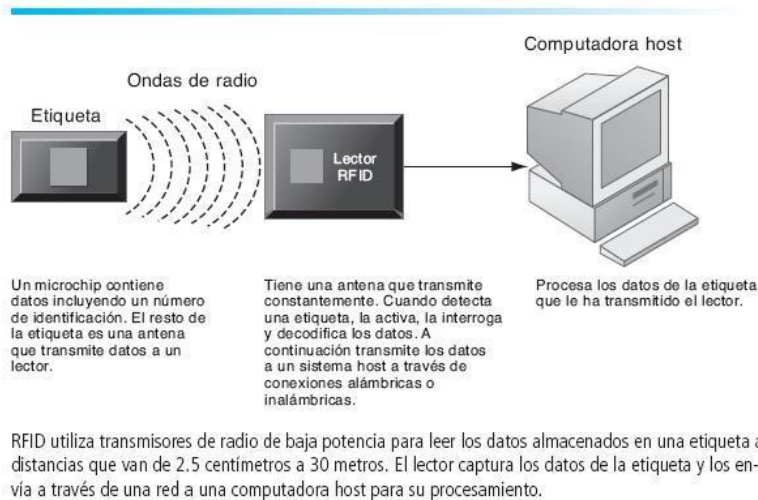 Computadora host
Ondas de radio
Etiqueta
Lector
RFID
Un microchip contiene
datos incluyendo un número
de identificación. El resto de
la etiqueta es una antena
que transmite datos a un
lector.
Tiene una antena que transmite
constantemente. Cuando detecta
una etiqueta, la activa, la interroga
y decodifica los datos. A
continuación transmite los datos
a un sistema host a través de
conexiones alámbricas o
inalámbricas.
Procesa los datos de la etiqueta
que le ha transmitido el lector.
RFID utiliza transmisores de radio de baja potencia para leer los datos almacenados en una etiqueta a
distancias que van de 2.5 centímetros a 30 metros. El lector captura los datos de la etiqueta y los en-
vía a través de una red a una computadora host para su procesamiento.